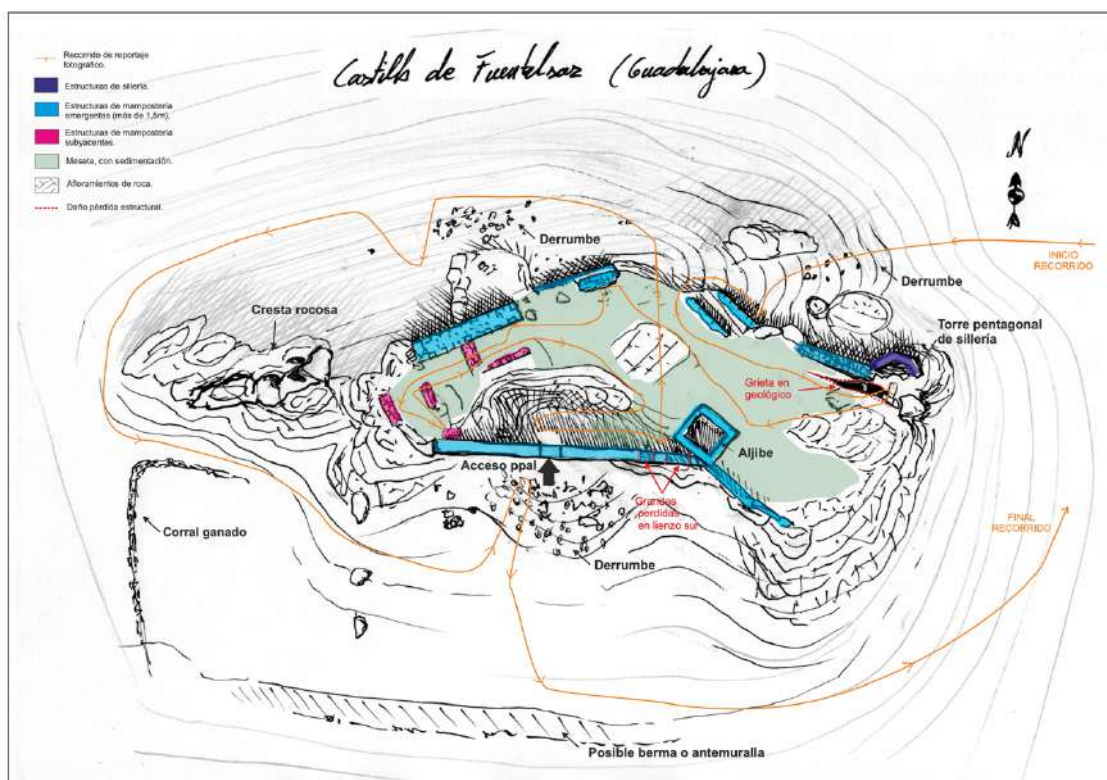 Castillo de Fuentelsaz (Guadalajara)
Recorrido de reportaje
fotográfico.
Estructuras de sillería.
Estructuras de mampostería
emergentes (más de 1,5m).
Estructuras de mampostería
subyacentes.
Meseta, con sedimentación.
Afloramientos de roca.
Daño pérdida estructural.
N
INICIO
RECORRIDO
Derrumbe
Derrumbe
Cresta rocosa
Torre pentagonal
de sillería
Grieta en
geológico
Aljibe
Acceso ppal
Grandes
perdidas
en lienzo sur
Corral ganado
FINAL
RECORRIDO
Derrumbe
Posible berma o antemuralla